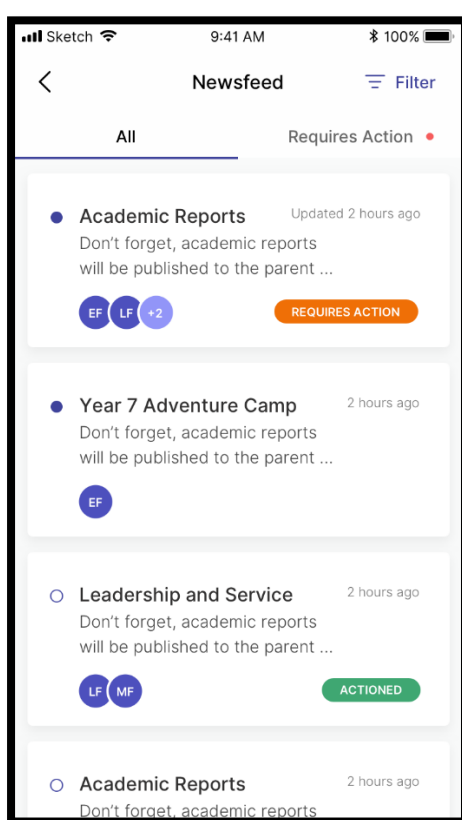 Sketch 9:41 AM 100%
Newsfeed Filter
All Requires Action
Academic Reports Updated 2 hours ago
Don't forget, academic reports
will be published to the parent ...
EF LF +2 REQUIRES ACTION
Year 7 Adventure Camp 2 hours ago
Don't forget, academic reports
will be published to the parent ...
EF
Leadership and Service 2 hours ago
Don't forget, academic reports
will be published to the parent ...
LF MF ACTIONED
Academic Reports 2 hours ago
Don't forget, academic reports